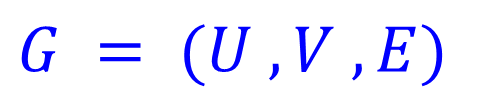 G = (U ,V ,E)